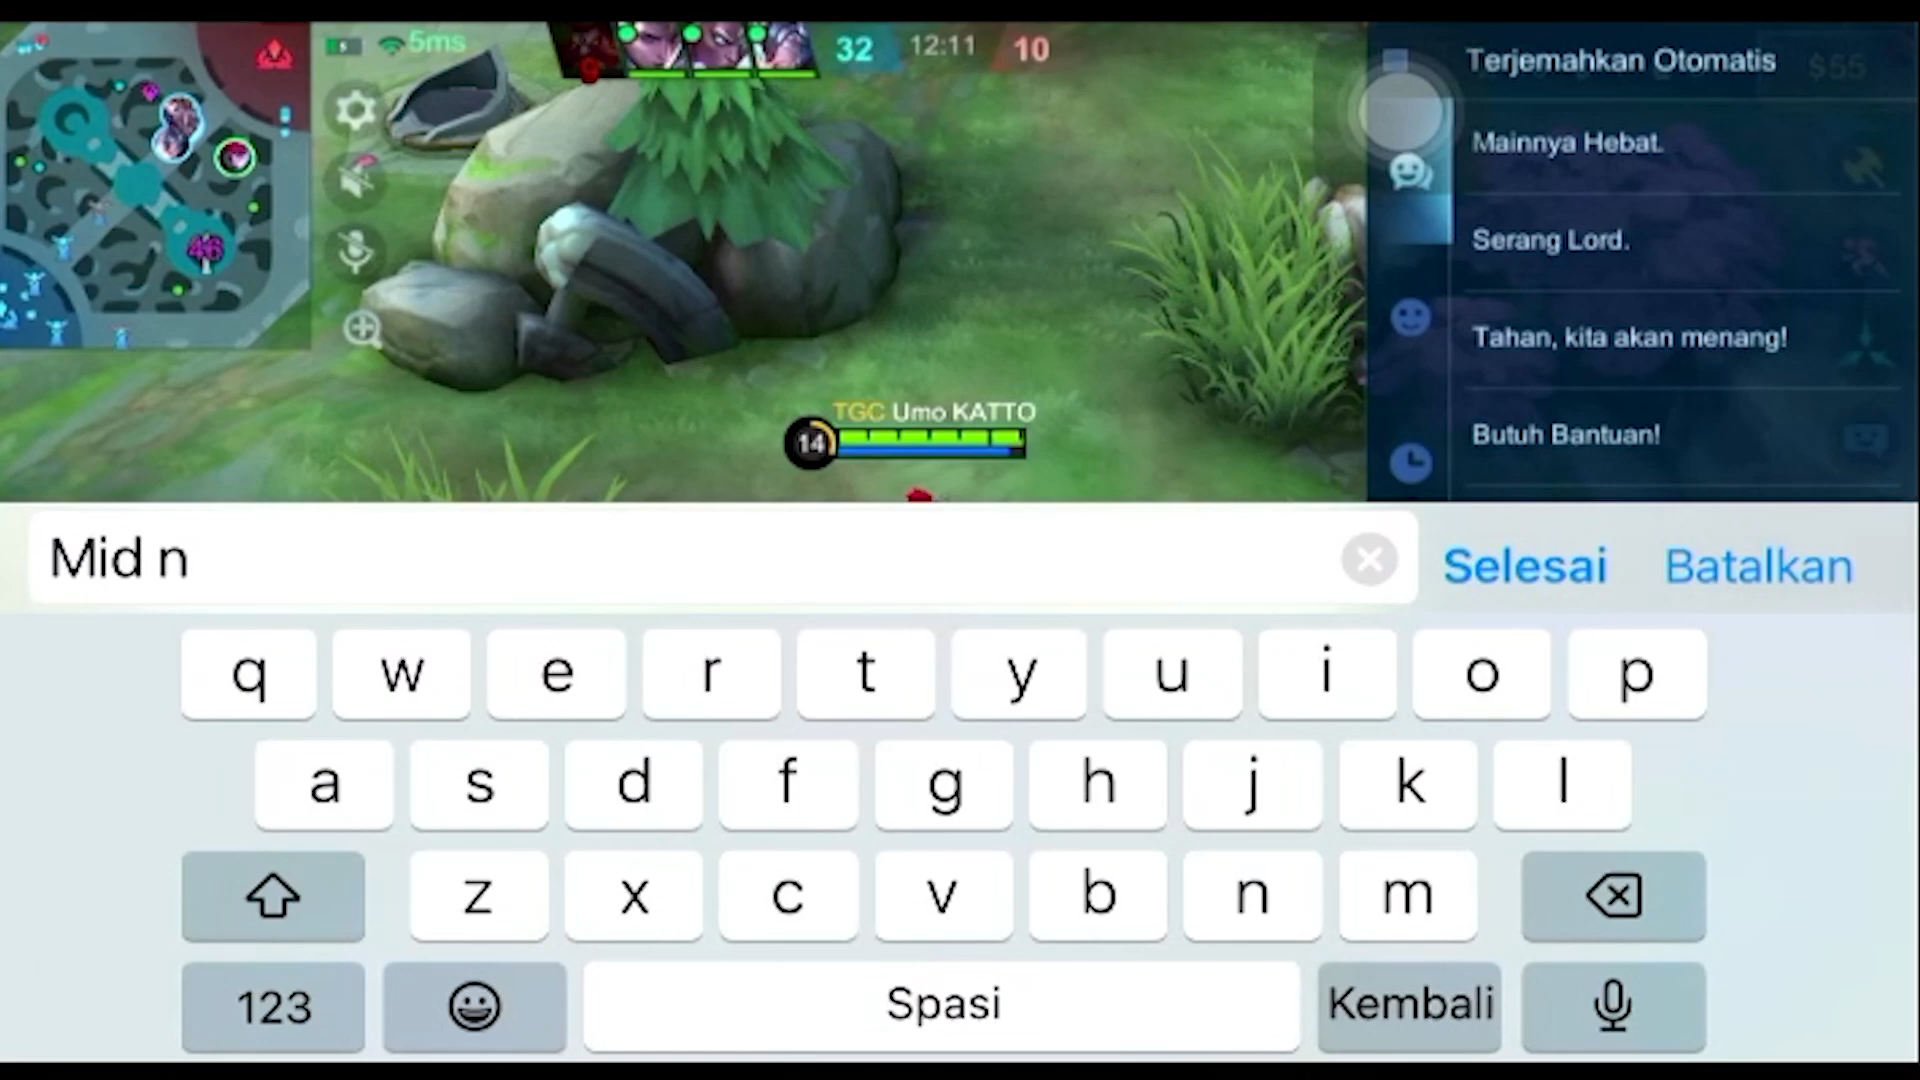 5ms
32 12:11 10
Terjemahkan Otomatis
$55
Mainnya Hebat.
Serang Lord.
Tahan, kita akan menang!
Butuh Bantuan!
46
TGC Umo KATTO
14
Mid n
Selesai Batalkan
q w e r t y u i o p
a s d f g h j k l
z x c v b n m
123 Spasi Kembali